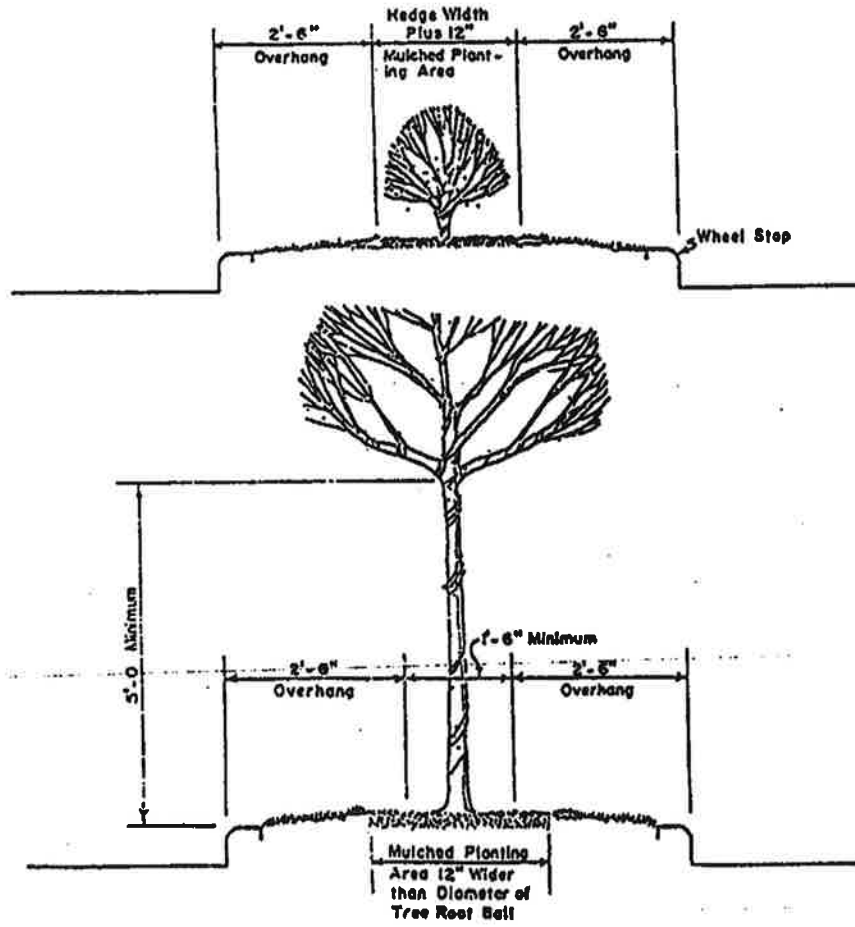 Hedge Width
2'-6" Plus 12" 2'-6"
Overhang Mulched Plant- Overhang
ing Area
Wheel Stop
5'-0 Minimum
1'-6" Minimum
2'-6" 2'-6"
Overhang Overhang
Mulched Planting
Area 12" Wider
than Diameter of
Tree Root Ball